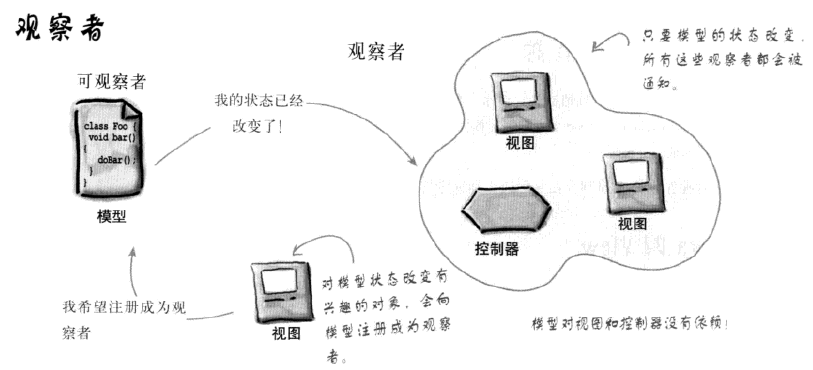 观察者
观察者
只要模型的状态改变，
所有这些观察者都会被
通知。
可观察者
我的状态已经
改变了!
class Foo {
void bar()
{
doBar();
}
}
模型
视图
视图
控制器
我希望注册成为观
察者
视图
对模型状态改变有
兴趣的对象，会向
模型注册成为观察
者。
模型对视图和控制器没有依赖!